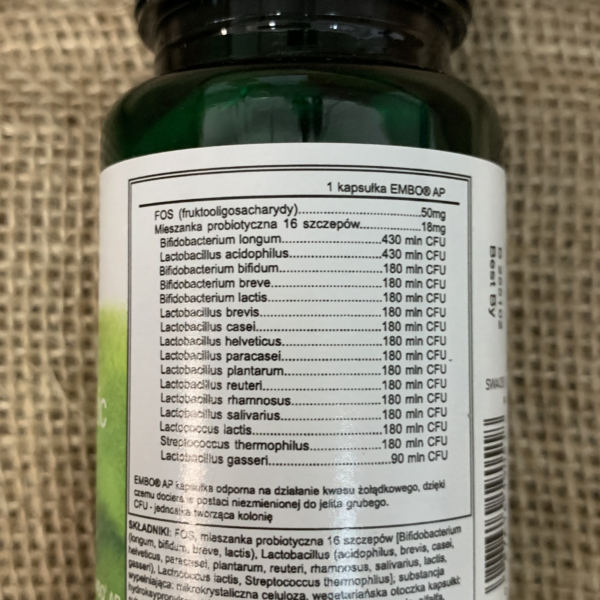 1 kapsułka EMBO® AP
FOS (fruktooligosacharydy)..........50mg
Mieszanka probiotyczna 16 szczepów..........18mg
Bifidobacterium longum..........430 mln CFU
Lactobacillus acidophilus..........430 mln CFU
Bifidobacterium bifidum..........180 mln CFU
Bifidobacterium breve..........180 mln CFU
Bifidobacterium lactis..........180 mln CFU
Lactobacillus brevis..........180 mln CFU
Lactobacillus casei..........180 mln CFU
Lactobacillus helveticus..........180 mln CFU
Lactobacillus paracasei..........180 mln CFU
Lactobacillus plantarum..........180 mln CFU
Lactobacillus reuteri..........180 mln CFU
Lactobacillus rhamnosus..........180 mln CFU
Lactobacillus salivarius..........180 mln CFU
Lactococcus lactis..........180 mln CFU
Streptococcus thermophilus..........180 mln CFU
Lactobacillus gasseri..........90 mln CFU
EMBO® AP kapsułka odporna na działanie kwasu żołądkowego, dzięki
czemu dociera w postaci niezmienionej do jelita grubego.
CFU - jednostka tworząca kolonię
SKŁADNIKI: FOS, mieszanka probiotyczna 16 szczepów [Bifidobacterium
(longum, bifidum, breve, lactis), Lactobacillus (acidophilus, brevis, casei,
helveticus, paracasei, plantarum, reuteri, rhamnosus, salivarius, lactis,
gasseri), Lactococcus lactis, Streptococcus thermophilus]; substancja
wypełniająca: mikrokrystaliczna celuloza, wegetariańska otoczka kapsułki:
Best By